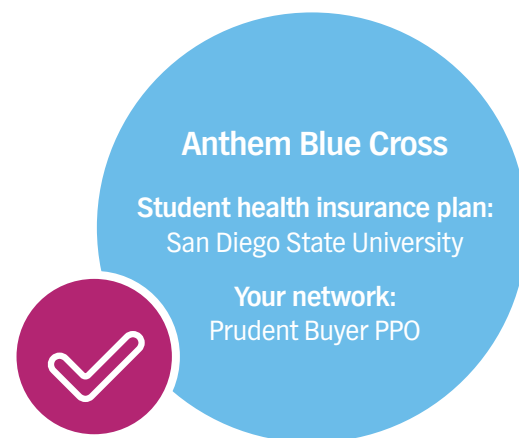 Anthem Blue Cross
Student health insurance plan:
San Diego State University
Your network:
Prudent Buyer PPO